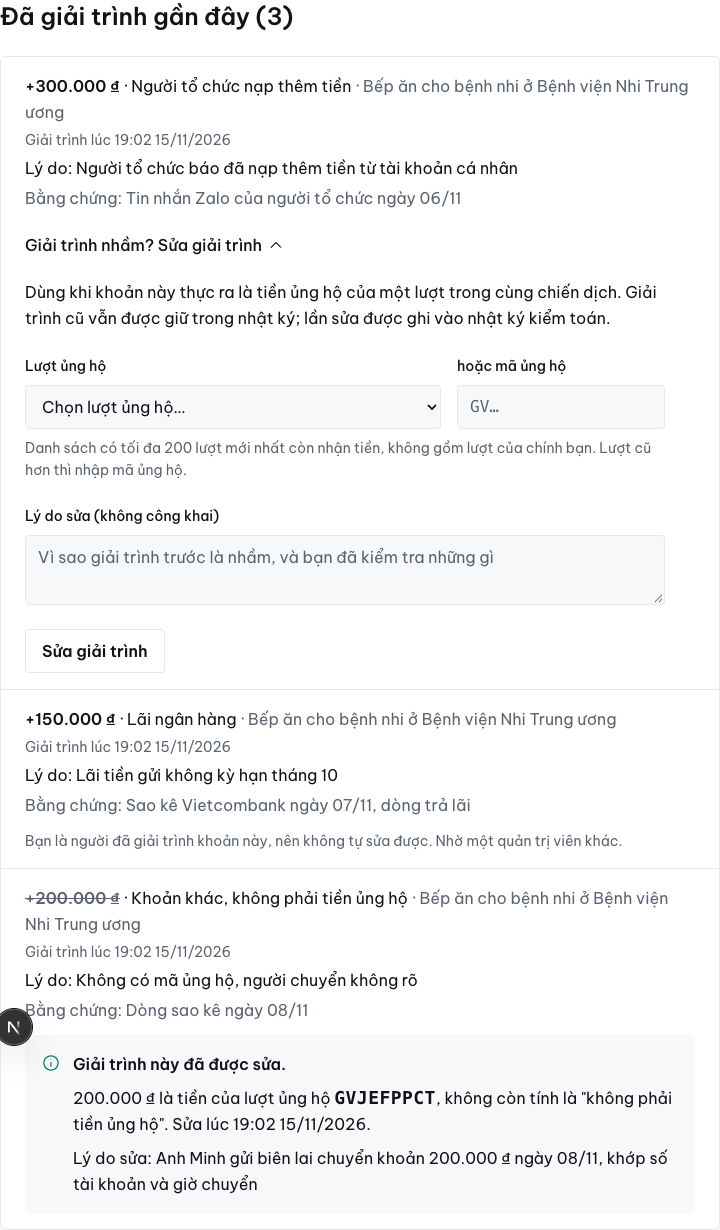 Đã giải trình gần đây (3)
+300.000 ₫ · Người tổ chức nạp thêm tiền · Bếp ăn cho bệnh nhi ở Bệnh viện Nhi Trung
ương
Giải trình lúc 19:02 15/11/2026
Lý do: Người tổ chức báo đã nạp thêm tiền từ tài khoản cá nhân
Bằng chứng: Tin nhắn Zalo của người tổ chức ngày 06/11
Giải trình nhầm? Sửa giải trình
Dùng khi khoản này thực ra là tiền ủng hộ của một lượt trong cùng chiến dịch. Giải
trình cũ vẫn được giữ trong nhật ký; lần sửa được ghi vào nhật ký kiểm toán.
Lượt ủng hộ hoặc mã ủng hộ
Chọn lượt ủng hộ... GV…
Danh sách có tối đa 200 lượt mới nhất còn nhận tiền, không gồm lượt của chính bạn. Lượt cũ
hơn thì nhập mã ủng hộ.
Lý do sửa (không công khai)
Vì sao giải trình trước là nhầm, và bạn đã kiểm tra những gì
Sửa giải trình
+150.000 ₫ · Lãi ngân hàng · Bếp ăn cho bệnh nhi ở Bệnh viện Nhi Trung ương
Giải trình lúc 19:02 15/11/2026
Lý do: Lãi tiền gửi không kỳ hạn tháng 10
Bằng chứng: Sao kê Vietcombank ngày 07/11, dòng trả lãi
Bạn là người đã giải trình khoản này, nên không tự sửa được. Nhờ một quản trị viên khác.
+200.000 ₫ · Khoản khác, không phải tiền ủng hộ · Bếp ăn cho bệnh nhi ở Bệnh viện
Nhi Trung ương
Giải trình lúc 19:02 15/11/2026
Lý do: Không có mã ủng hộ, người chuyển không rõ
Bằng chứng: Dòng sao kê ngày 08/11
N
Giải trình này đã được sửa.
200.000 ₫ là tiền của lượt ủng hộ GVJEFPPCT, không còn tính là "không phải
tiền ủng hộ". Sửa lúc 19:02 15/11/2026.
Lý do sửa: Anh Minh gửi biên lai chuyển khoản 200.000 ₫ ngày 08/11, khớp số
tài khoản và giờ chuyển